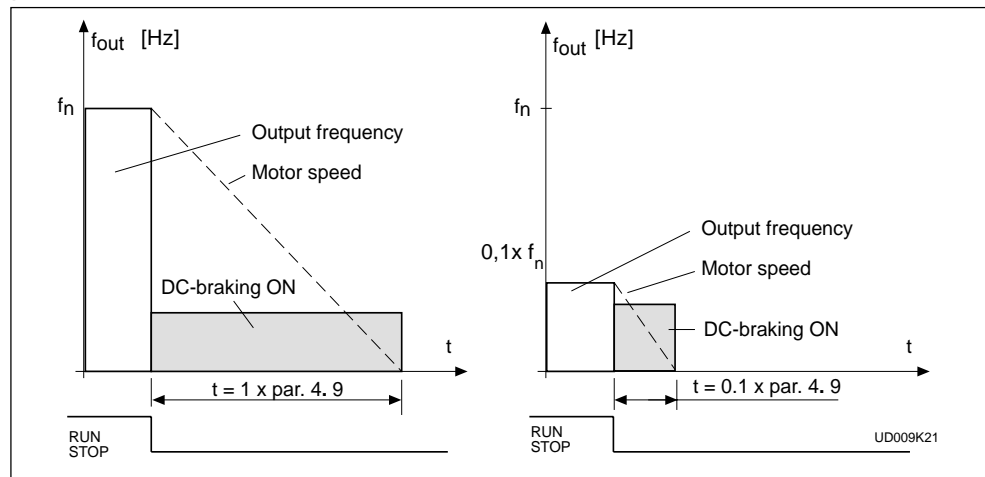 fout [Hz]
fn
Output frequency
Motor speed
DC-braking ON
t
t = 1 x par. 4. 9
RUN
STOP
fout [Hz]
fn
Output frequency
0,1x fn
Motor speed
DC-braking ON
t
t = 0.1 x par. 4. 9
RUN
STOP
UD009K21